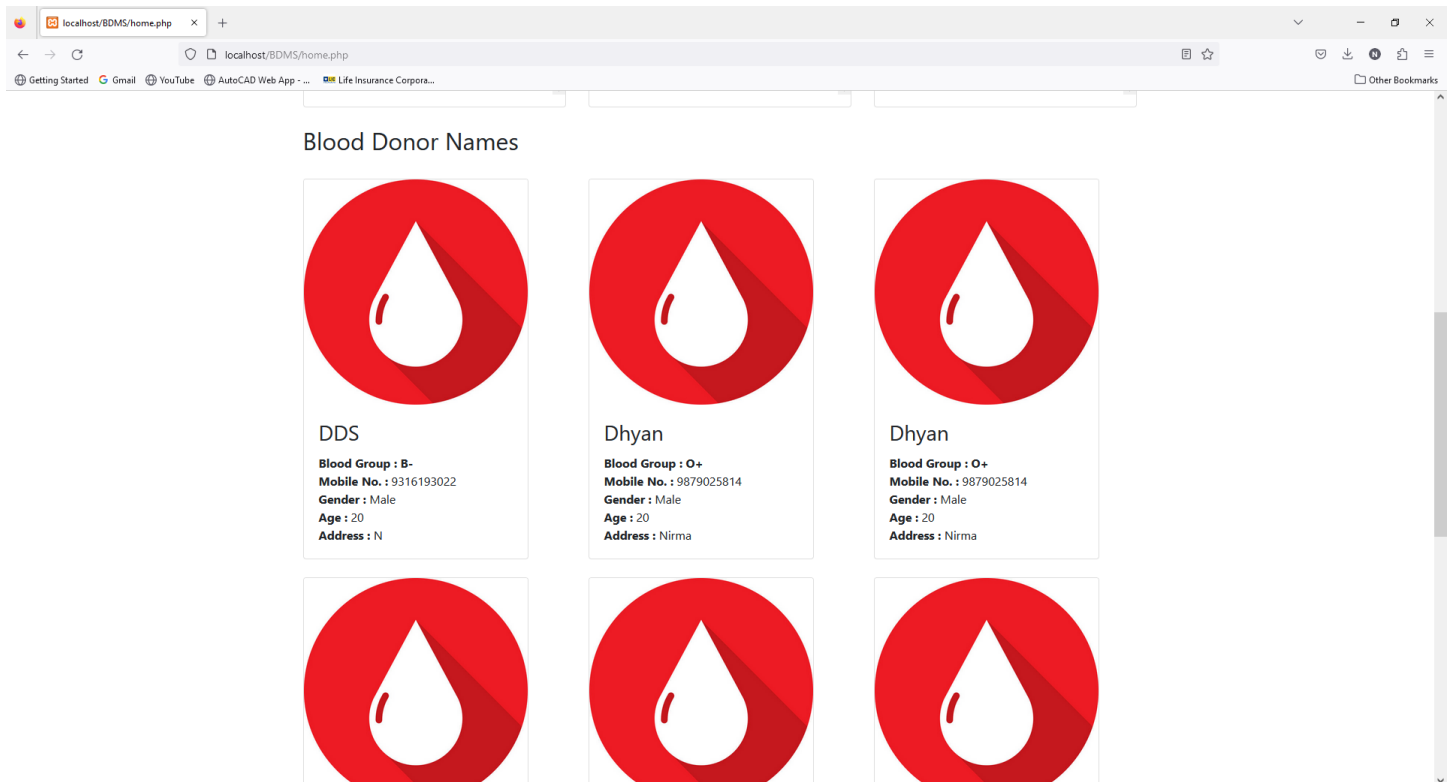 localhost/BDMS/home.php
localhost/BDMS/home.php
Getting Started Gmail YouTube AutoCAD Web App - ... Life Insurance Corpora... Other Bookmarks
N
Blood Donor Names
DDS
Blood Group : B-
Mobile No. : 9316193022
Gender : Male
Age : 20
Address : N
Dhyan
Blood Group : O+
Mobile No. : 9879025814
Gender : Male
Age : 20
Address : Nirma
Dhyan
Blood Group : O+
Mobile No. : 9879025814
Gender : Male
Age : 20
Address : Nirma